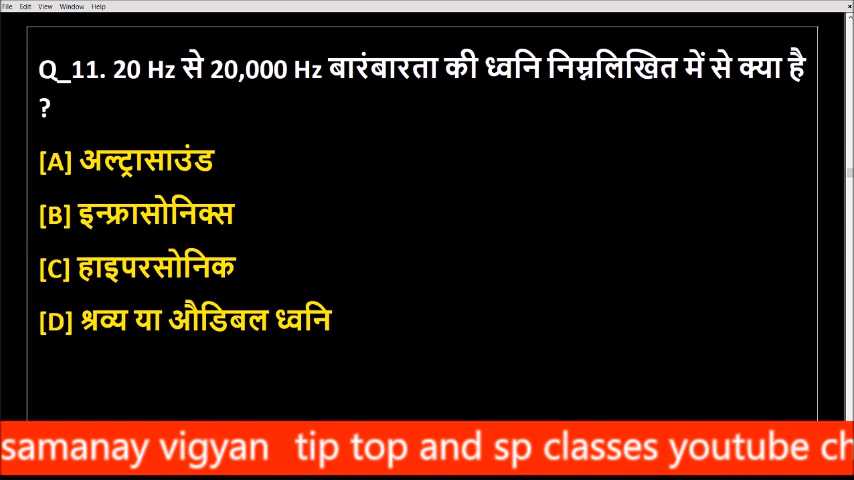 File Edit View Window Help
Q_11. 20 Hz से 20,000 Hz बारंबारता की ध्वनि निम्नलिखित में से क्या है
?
[A] अल्ट्रासाउंड
[B] इन्फ्रासोनिक्स
[C] हाइपरसोनिक
[D] श्रव्य या औडिबल ध्वनि
samanay vigyan tip top and sp classes youtube ch